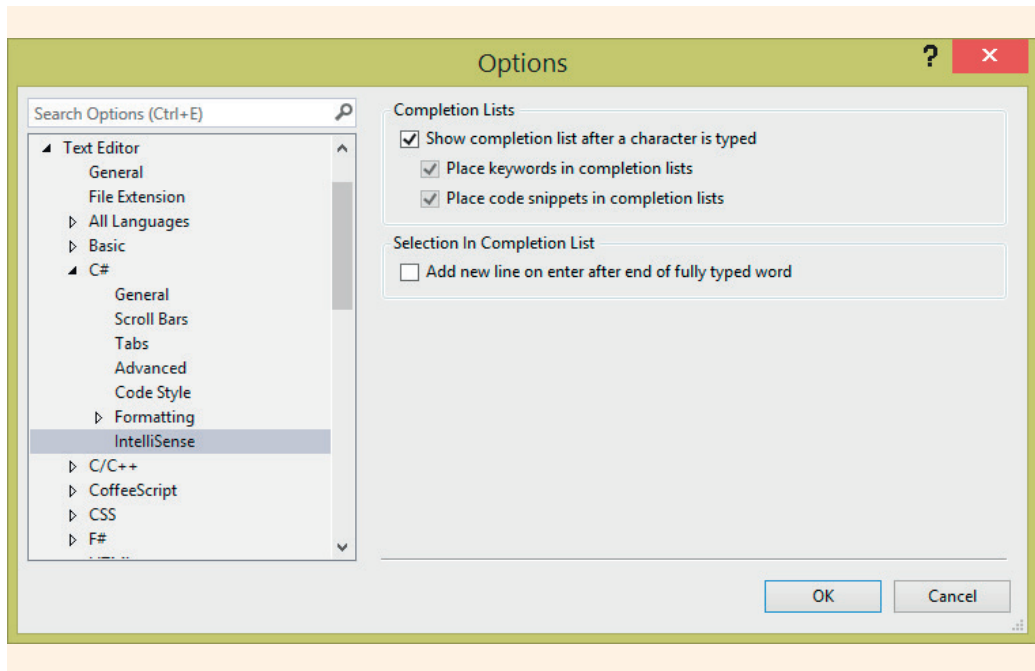 Options
?
Search Options (Ctrl+E)
Text Editor
General
File Extension
All Languages
Basic
C#
General
Scroll Bars
Tabs
Advanced
Code Style
Formatting
IntelliSense
C/C++
CoffeeScript
CSS
F#
Completion Lists
Show completion list after a character is typed
Place keywords in completion lists
Place code snippets in completion lists
Selection In Completion List
Add new line on enter after end of fully typed word
OK
Cancel